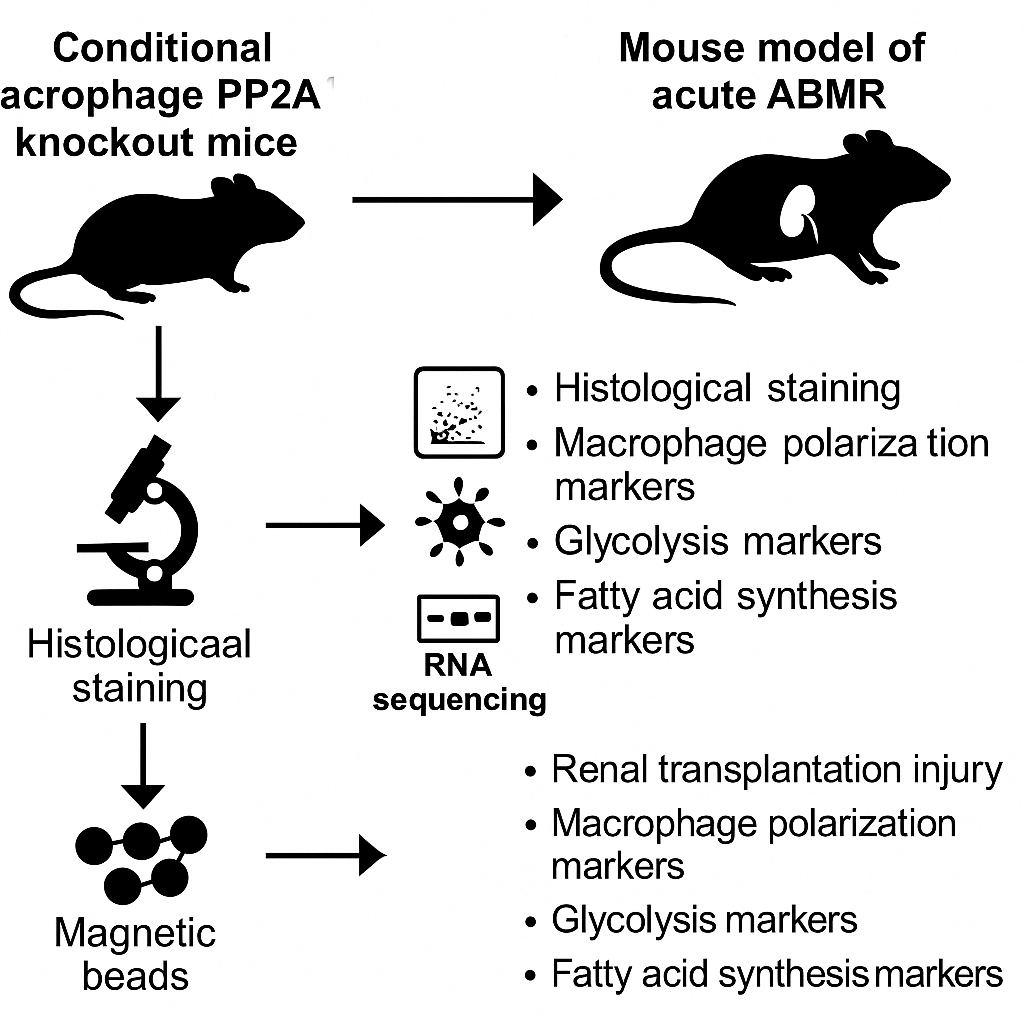 Conditional
acrophage PP2A
knockout mice
Mouse model of
acute ABMR
Histologicaal
staining
RNA
sequencing
• Histological staining
• Macrophage polariza tion
markers
• Glycolysis markers
• Fatty acid synthesis
markers
Magnetic
beads
• Renal transplantation injury
• Macrophage polarization
markers
• Glycolysis markers
• Fatty acid synthesis markers